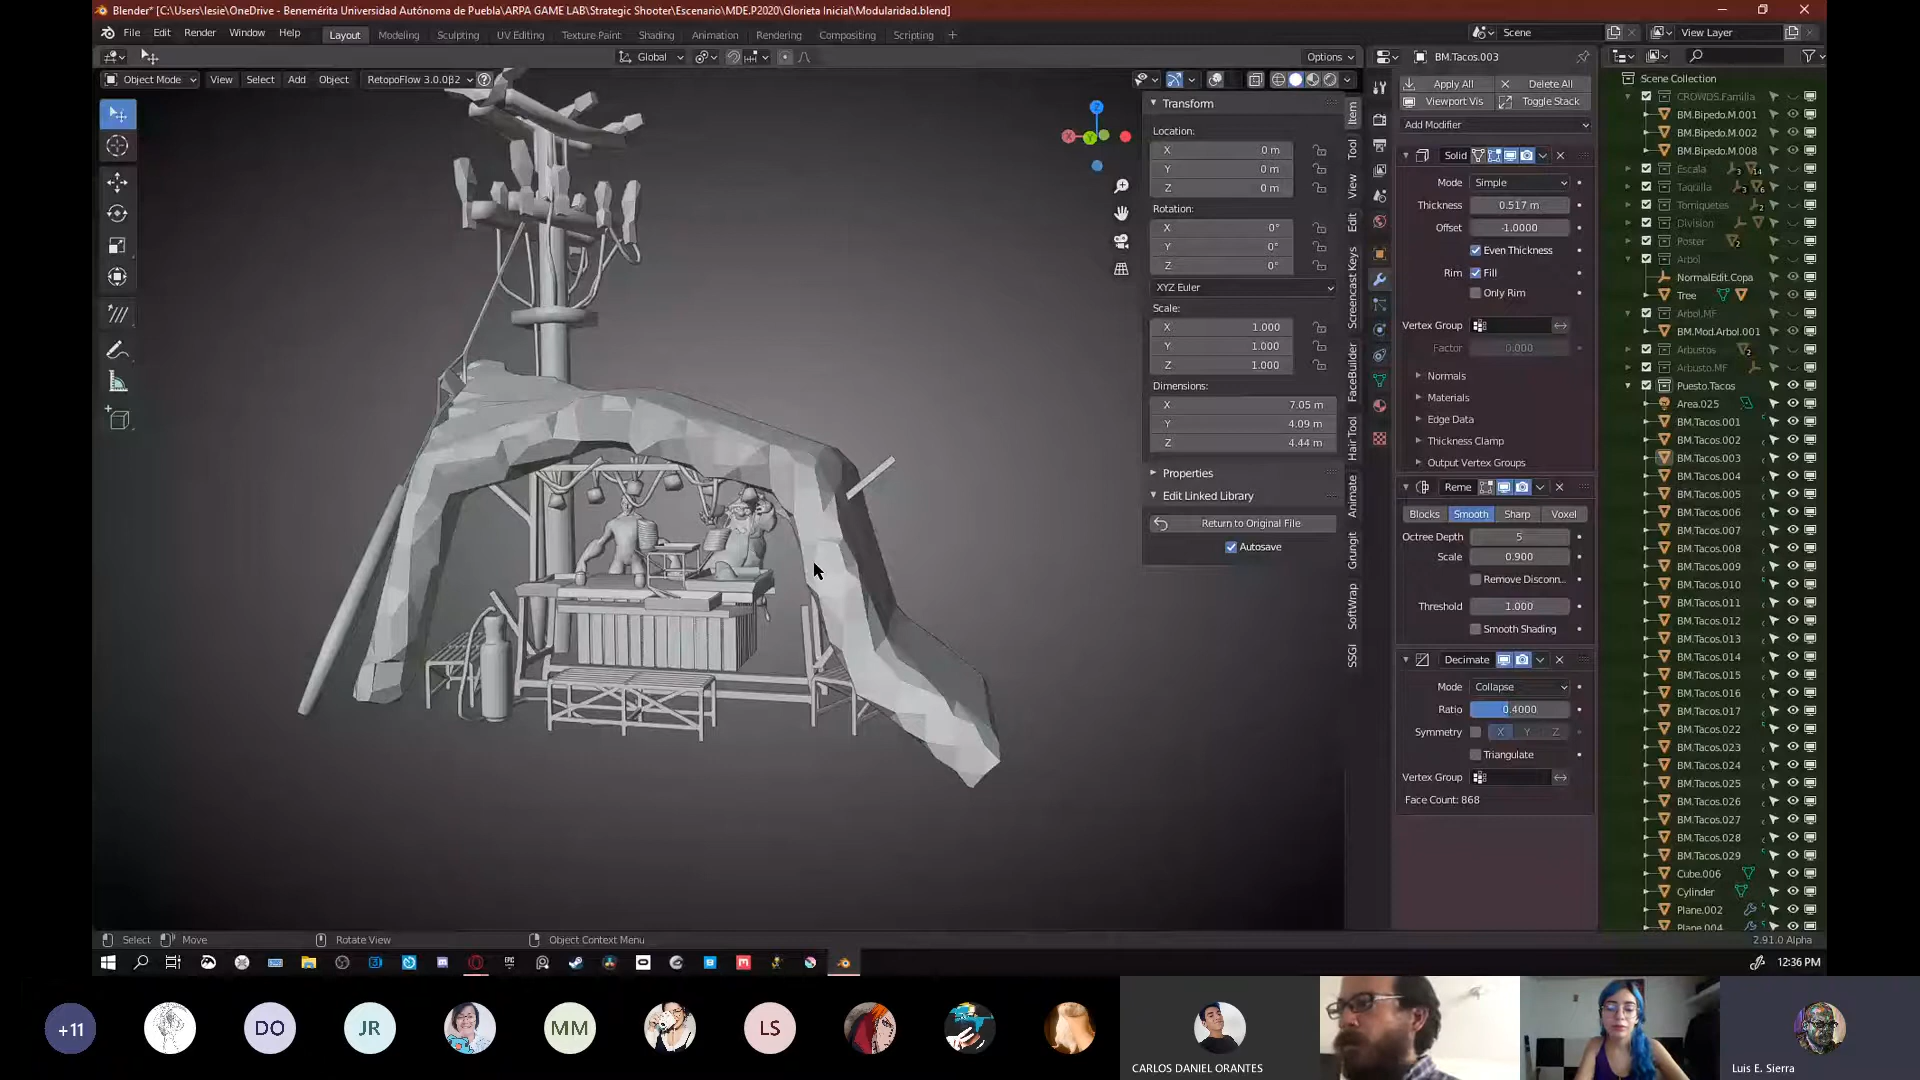 Blender* [C:\Users\lesie\OneDrive - Benemérita Universidad Autónoma de Puebla\ARPA GAME LAB\Strategic Shooter\Escenario\MDE.P2020\Glorieta Inicial\Modularidad.blend]
File Edit Render Window Help Layout Modeling Sculpting UV Editing Texture Paint Shading Animation Rendering Compositing Scripting + Scene View Layer
Global Options BM.Tacos.003
Object Mode View Select Add Object RetopoFlow 3.0.0β2
Transform
Location:
X 0 m
Y 0 m
Z 0 m
Rotation:
X 0°
Y 0°
Z 0°
XYZ Euler
Scale:
X 1.000
Y 1.000
Z 1.000
Dimensions:
X 7.05 m
Y 4.09 m
Z 4.44 m
Properties
Edit Linked Library
Return to Original File
Autosave
Item
Tool
View
Edit
Screencast Keys
FaceBuilder
Hair Tool
Animate
Grungit
SoftWrap
SSGI
Apply All Delete All
Viewport Vis Toggle Stack
Add Modifier
Solid
Mode Simple
Thickness 0.517 m
Offset -1.0000
Even Thickness
Rim Fill
Only Rim
Vertex Group
Factor 0.000
Normals
Materials
Edge Data
Thickness Clamp
Output Vertex Groups
Reme
Blocks Smooth Sharp Voxel
Octree Depth 5
Scale 0.900
Remove Disconn...
Threshold 1.000
Smooth Shading
Decimate
Mode Collapse
Ratio 0.4000
Symmetry X Y Z
Triangulate
Vertex Group
Face Count: 868
Scene Collection
CROWDS.Familia
BM.Bipedo.M.001
BM.Bipedo.M.002
BM.Bipedo.M.008
Escala 3 14
Taquilla 3 6
Torniquetes 2
Division
Poster 2
Arbol
NormalEdit.Copa
Tree
Arbol.MF
BM.Mod.Arbol.001
Arbustos 2
Arbusto.MF
Puesto.Tacos
Area.025
BM.Tacos.001
BM.Tacos.002
BM.Tacos.003
BM.Tacos.004
BM.Tacos.005
BM.Tacos.006
BM.Tacos.007
BM.Tacos.008
BM.Tacos.009
BM.Tacos.010
BM.Tacos.011
BM.Tacos.012
BM.Tacos.013
BM.Tacos.014
BM.Tacos.015
BM.Tacos.016
BM.Tacos.017
BM.Tacos.022
BM.Tacos.023
BM.Tacos.024
BM.Tacos.025
BM.Tacos.026
BM.Tacos.027
BM.Tacos.028
BM.Tacos.029
Cube.006
Cylinder
Plane.002
Plane.004
Select Move Rotate View Object Context Menu 2.91.0 Alpha
12:36 PM
+11 DO JR MM LS
CARLOS DANIEL ORANTES
Luis E. Sierra